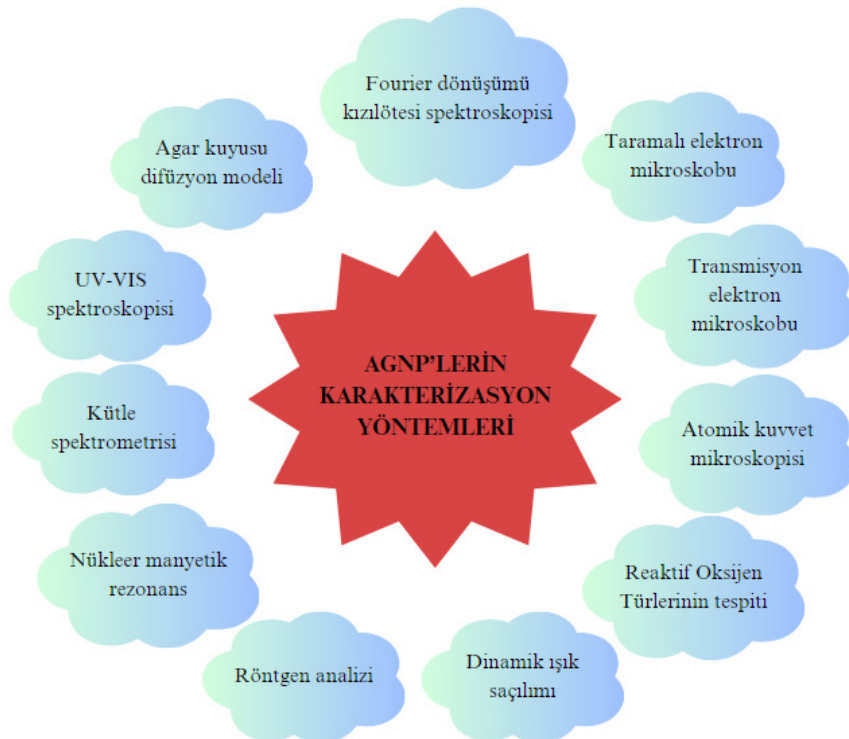 Fourier dönüşümü
kızılötesi spektroskopisi
Agar kuyusu
difüzyon modeli
Taramalı elektron
mikroskobu
UV-VIS
spektroskopisi
Transmisyon
elektron
mikroskobu
AGNP’LERİN
KARAKTERİZASYON
YÖNTEMLERİ
Kütle
spektrometrisi
Atomik kuvvet
mikroskopisi
Nükleer manyetik
rezonans
Reaktif Oksijen
Türlerinin tespiti
Röntgen analizi
Dinamik ışık
saçılımı